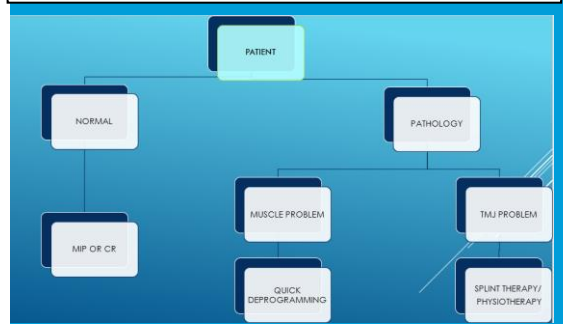 PATIENT
NORMAL
PATHOLOGY
MUSCLE PROBLEM
TMJ PROBLEM
MIP OR CR
QUICK
DEPROGRAMMING
SPLINT THERAPY/
PHYSIOTHERAPY